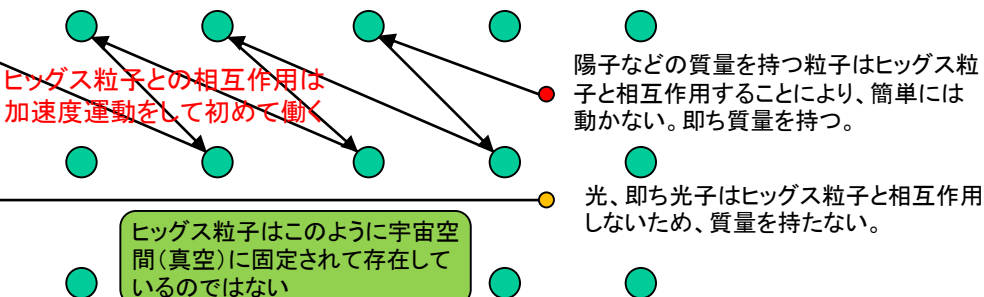 ヒッグス粒子との相互作用は
加速度運動をして初めて働く
陽子などの質量を持つ粒子はヒッグス粒
子と相互作用することにより、簡単には
動かない。即ち質量を持つ。
光、即ち光子はヒッグス粒子と相互作用
しないため、質量を持たない。
ヒッグス粒子はこのように宇宙空
間(真空)に固定されて存在して
いるのではない